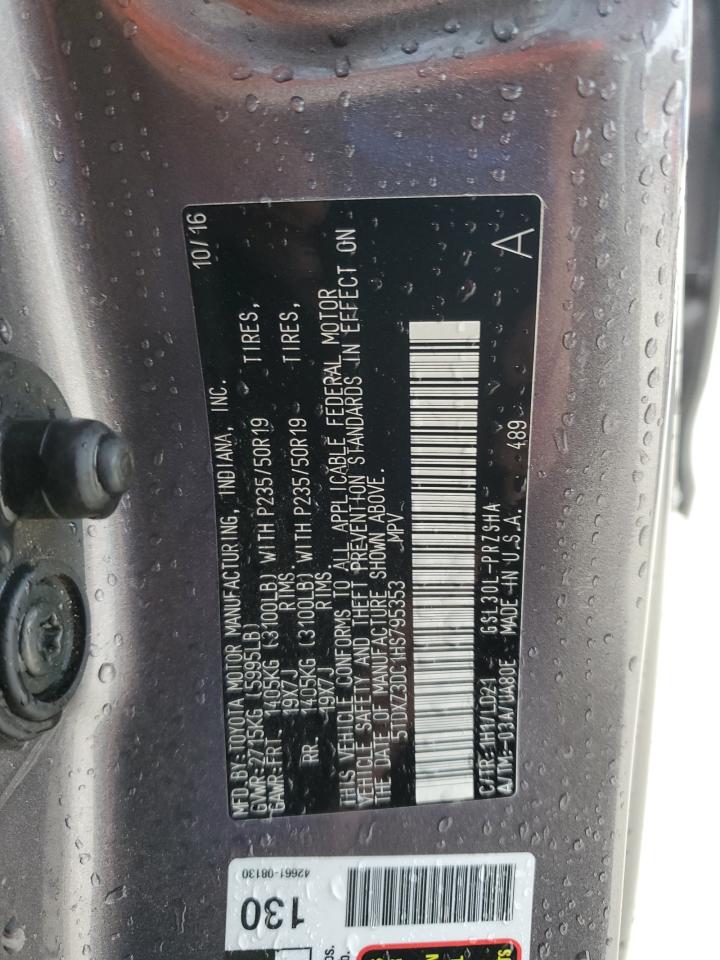 MFD. BY: TOYOTA MOTOR MANUFACTURING, INDIANA, INC. 10/16
GVWR: 2715KG (5995LB)
GAWR: FRT. 1405KG (3100LB) WITH P235/50R19 TIRES,
19X7J RIMS
RR. 1405KG (3100LB) WITH P235/50R19 TIRES,
19X7J RIMS.
THIS VEHICLE CONFORMS TO ALL APPLICABLE FEDERAL MOTOR
VEHICLE SAFETY AND THEFT PREVENTION STANDARDS IN EFFECT ON
THE DATE OF MANUFACTURE SHOWN ABOVE.
5TDXZ3DC1HS795353 MPV
C/TR: 1H1/LD21 GSL30L-PRZSHA
A/TM: -03A/UA80E MADE IN U.S.A. 489
A
42661-08130
130